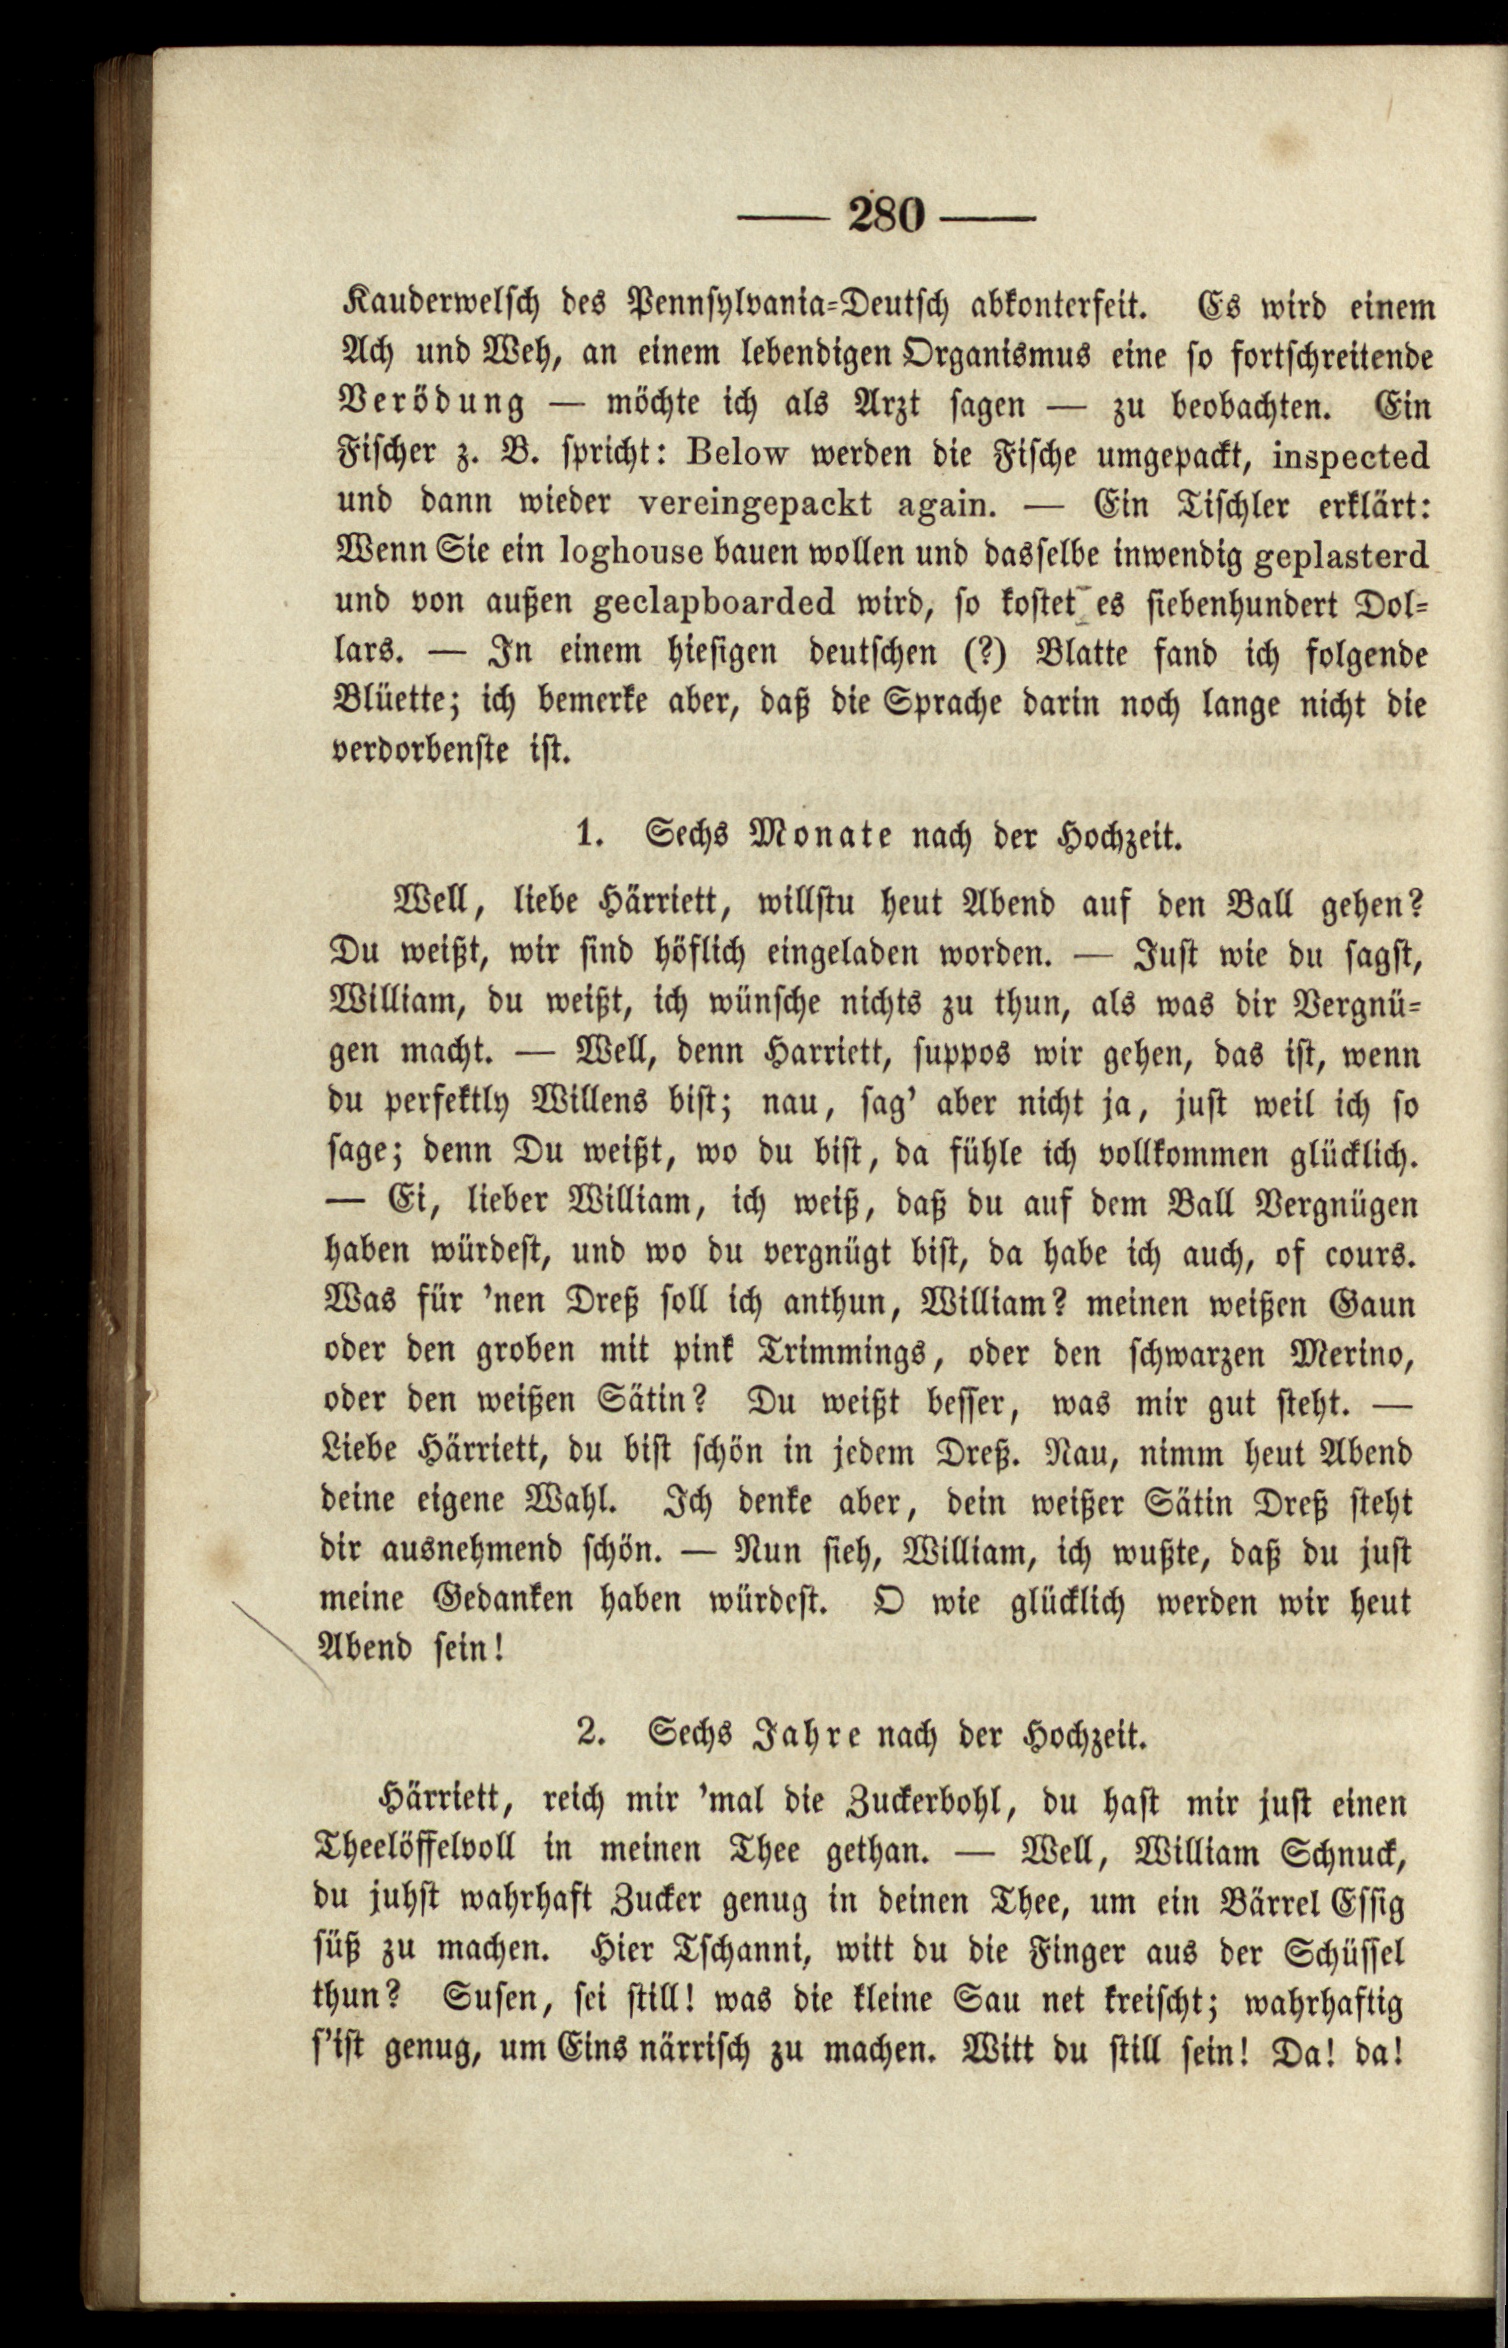 — 280 —
Kauderwelsch des Pennsylvania-Deutsch abkonterfeit. Es wird einem
Ach und Weh, an einem lebendigen Organismus eine so fortschreitende
Verödung — möchte ich als Arzt sagen — zu beobachten. Ein
Fischer z. B. spricht: Below werden die Fische umgepackt, inspected
und dann wieder vereingepackt again. — Ein Tischler erklärt:
Wenn Sie ein loghouse bauen wollen und dasselbe inwendig geplasterd
und von außen geclapboarded wird, so kostet es siebenhundert Dol-
lars. — In einem hiesigen deutschen (?) Blatte fand ich folgende
Blüette; ich bemerke aber, daß die Sprache darin noch lange nicht die
verdorbenste ist.
1. Sechs Monate nach der Hochzeit.
Well, liebe Härriett, willstu heut Abend auf den Ball gehen?
Du weißt, wir sind höflich eingeladen worden. — Just wie du sagst,
William, du weißt, ich wünsche nichts zu thun, als was dir Vergnü-
gen macht. — Well, denn Harriett, suppos wir gehen, das ist, wenn
du perfektly Willens bist; nau, sag’ aber nicht ja, just weil ich so
sage; denn Du weißt, wo du bist, da fühle ich vollkommen glücklich.
— Ei, lieber William, ich weiß, daß du auf dem Ball Vergnügen
haben würdest, und wo du vergnügt bist, da habe ich auch, of cours.
Was für ’nen Dreß soll ich anthun, William? meinen weißen Gaun
oder den groben mit pink Trimmings, oder den schwarzen Merino,
oder den weißen Sätin? Du weißt besser, was mir gut steht. —
Liebe Härriett, du bist schön in jedem Dreß. Nau, nimm heut Abend
deine eigene Wahl. Ich denke aber, dein weißer Sätin Dreß steht
dir ausnehmend schön. — Nun sieh, William, ich wußte, daß du just
meine Gedanken haben würdest. O wie glücklich werden wir heut
Abend sein!
2. Sechs Jahre nach der Hochzeit.
Härriett, reich mir ’mal die Zuckerbohl, du hast mir just einen
Theelöffelvoll in meinen Thee gethan. — Well, William Schnuck,
du juhst wahrhaft Zucker genug in deinen Thee, um ein Bärrel Essig
süß zu machen. Hier Tschanni, witt du die Finger aus der Schüssel
thun? Susen, sei still! was die kleine Sau net kreischt; wahrhaftig
s’ist genug, um Eins närrisch zu machen. Witt du still sein! Da! da!